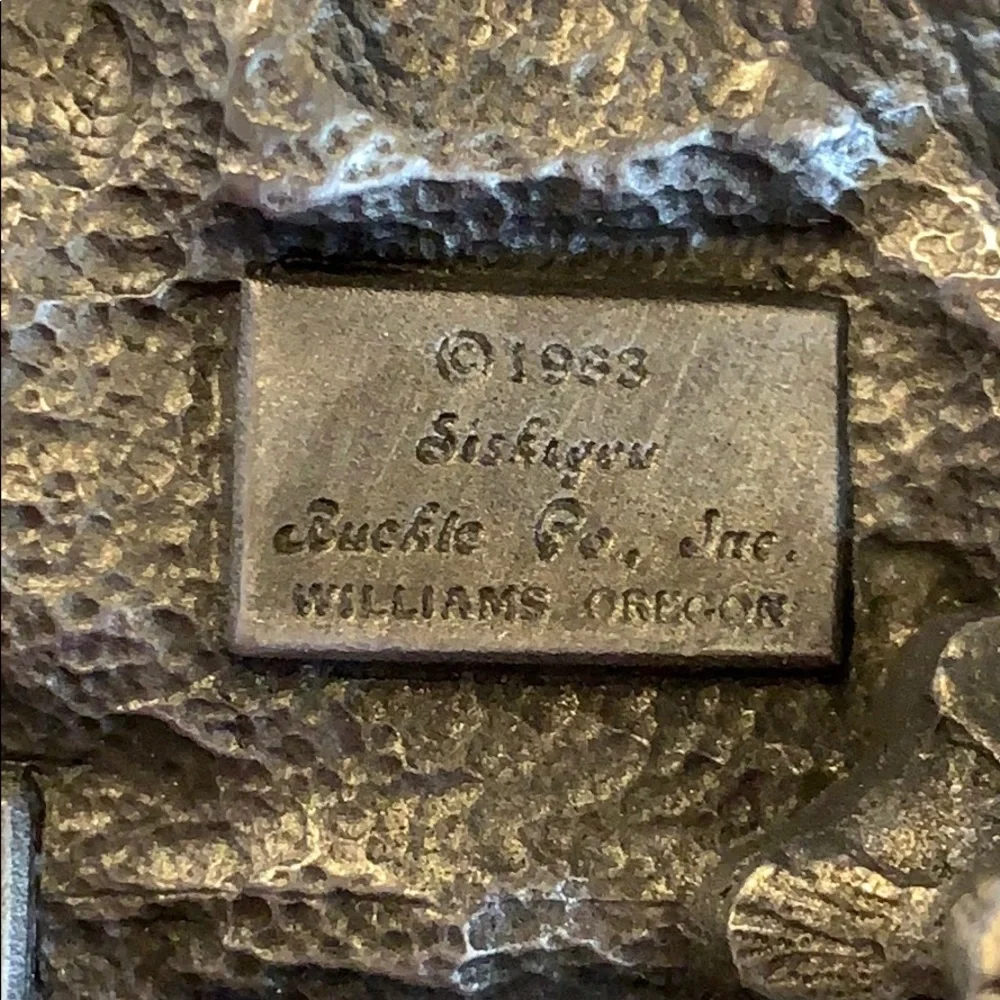 ©1983
Siskiyou
Buckle Co., Inc.
WILLIAMS OREGON